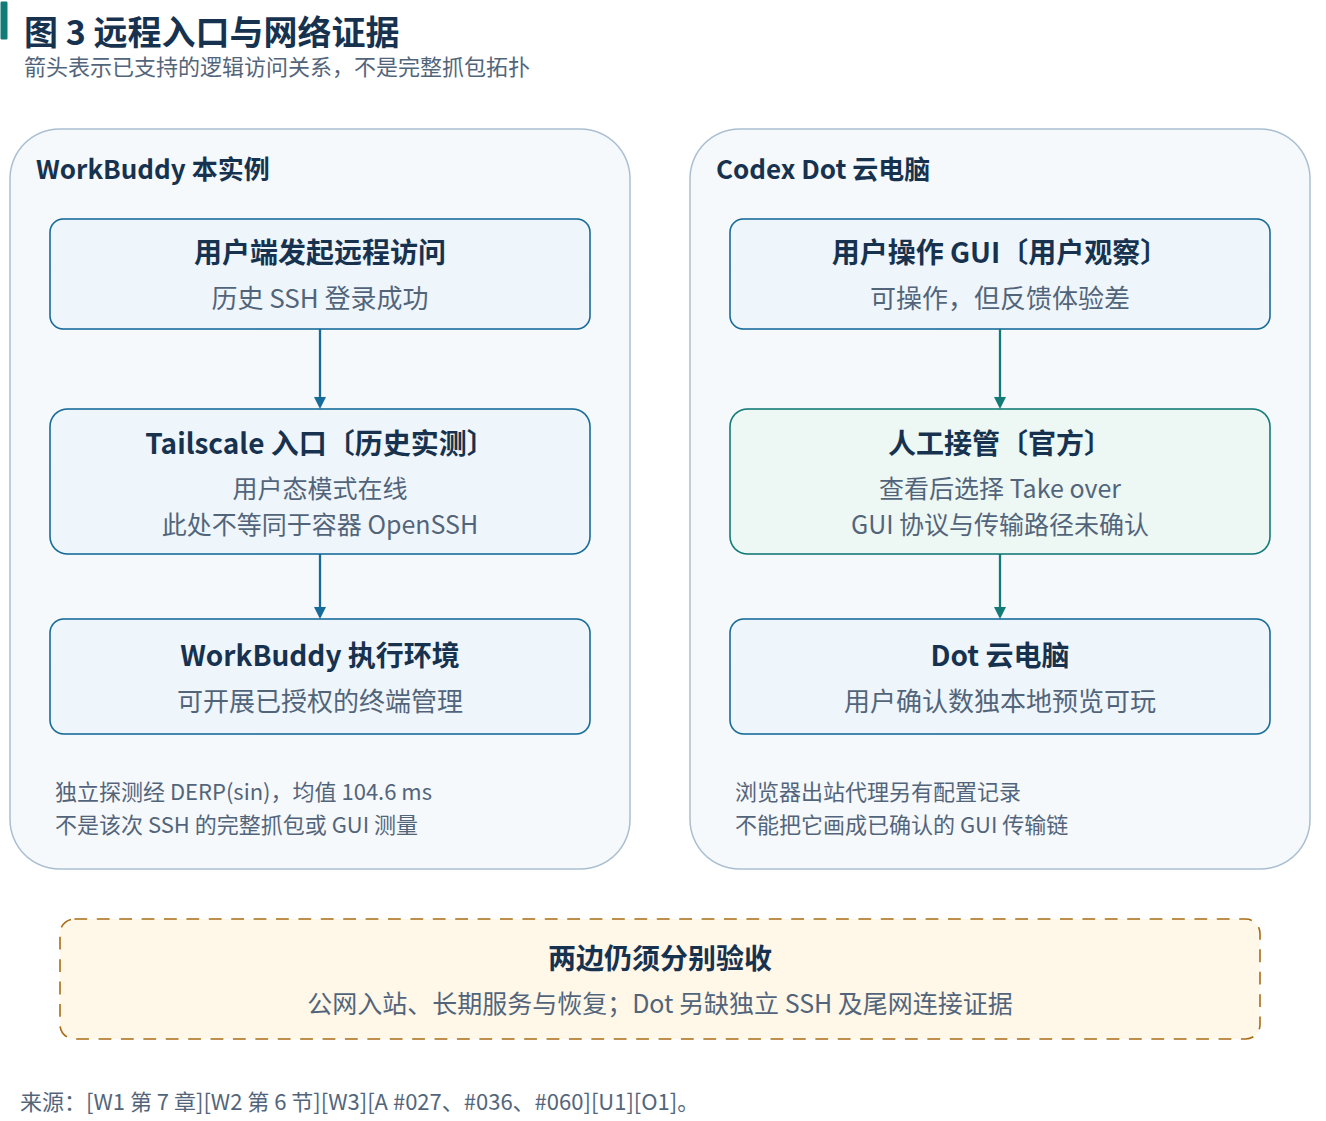 图 3 远程入口与网络证据
箭头表示已支持的逻辑访问关系，不是完整抓包拓扑
WorkBuddy 本实例
用户端发起远程访问
历史 SSH 登录成功
Tailscale 入口〔历史实测〕
用户态模式在线
此处不等同于容器 OpenSSH
WorkBuddy 执行环境
可开展已授权的终端管理
独立探测经 DERP(sin)，均值 104.6 ms
不是该次 SSH 的完整抓包或 GUI 测量
Codex Dot 云电脑
用户操作 GUI〔用户观察〕
可操作，但反馈体验差
人工接管〔官方〕
查看后选择 Take over
GUI 协议与传输路径未确认
Dot 云电脑
用户确认数独本地预览可玩
浏览器出站代理另有配置记录
不能把它画成已确认的 GUI 传输链
两边仍须分别验收
公网入站、长期服务与恢复；Dot 另缺独立 SSH 及尾网连接证据
来源：[W1 第 7 章][W2 第 6 节][W3][A #027、#036、#060][U1][O1]。